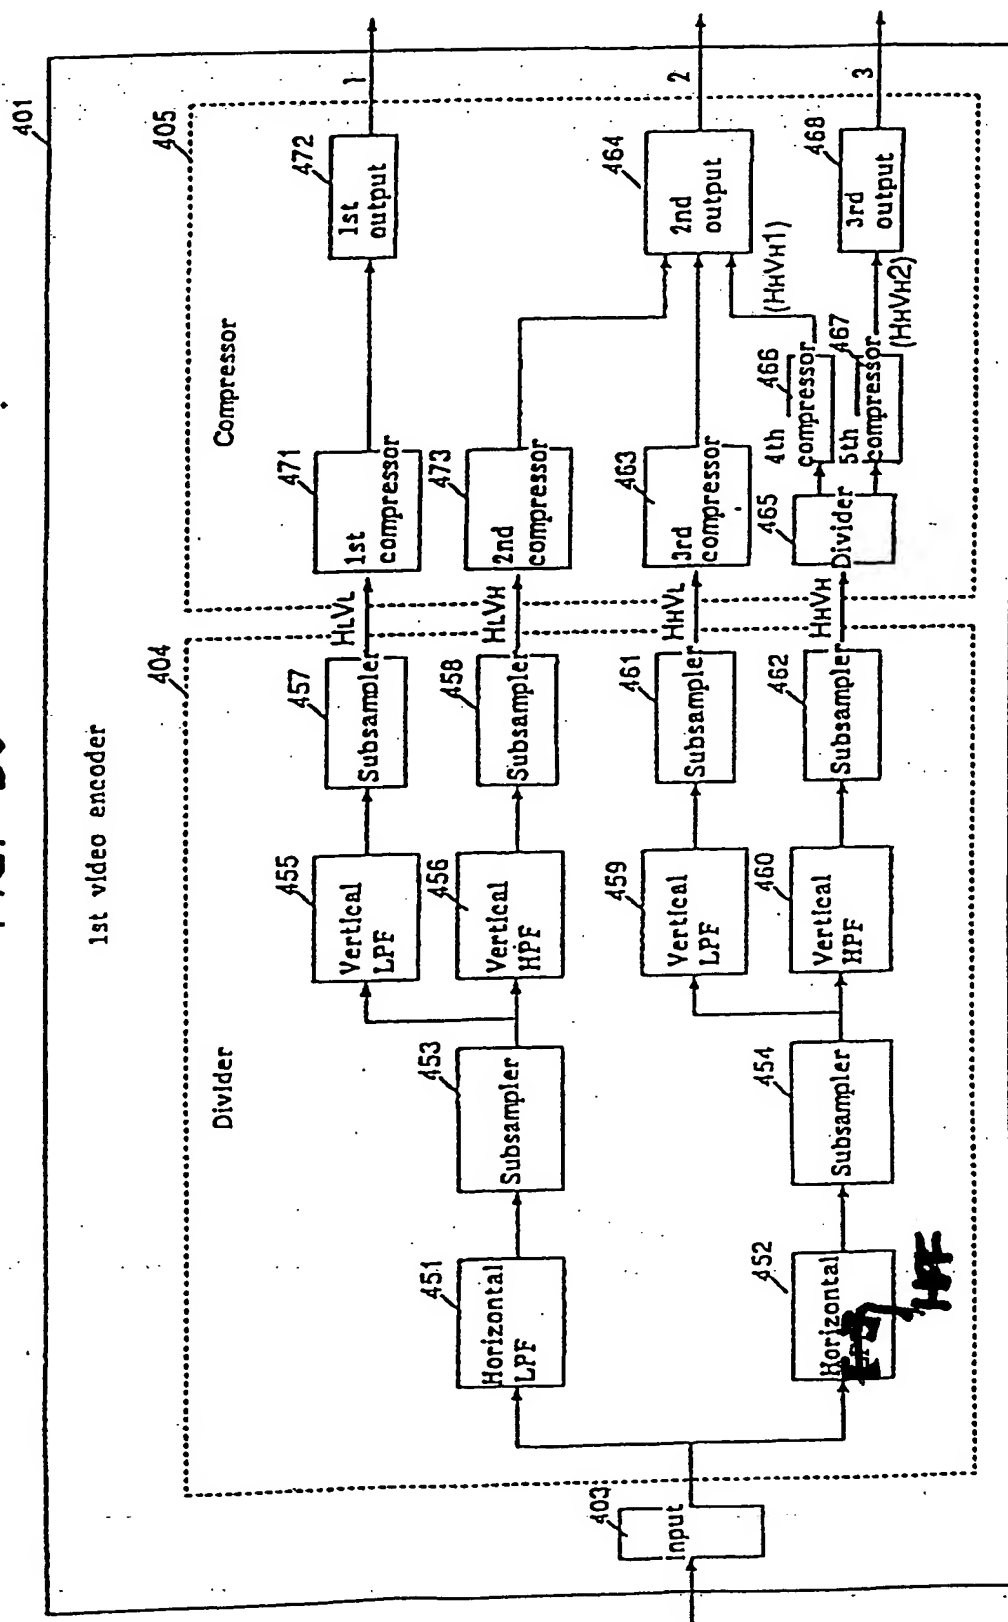 1st video encoder
401
Divider
404
Compressor
405
403
Input
451
Horizontal
LPF
452
Horizontal
HPF
453
Subsampler
454
Subsampler
455
Vertical
LPF
456
Vertical
HPF
459
Vertical
LPF
460
Vertical
HPF
457
Subsampler
458
Subsampler
461
Subsampler
462
Subsampler
HLVL
HLVH
HHVL
HHVH
471
1st
compressor
473
2nd
compressor
463
3rd
compressor
465
Divider
466
4th
compressor
467
5th
compressor
(HHVH1)
(HHVH2)
472
1st
output
464
2nd
output
468
3rd
output
1
2
3